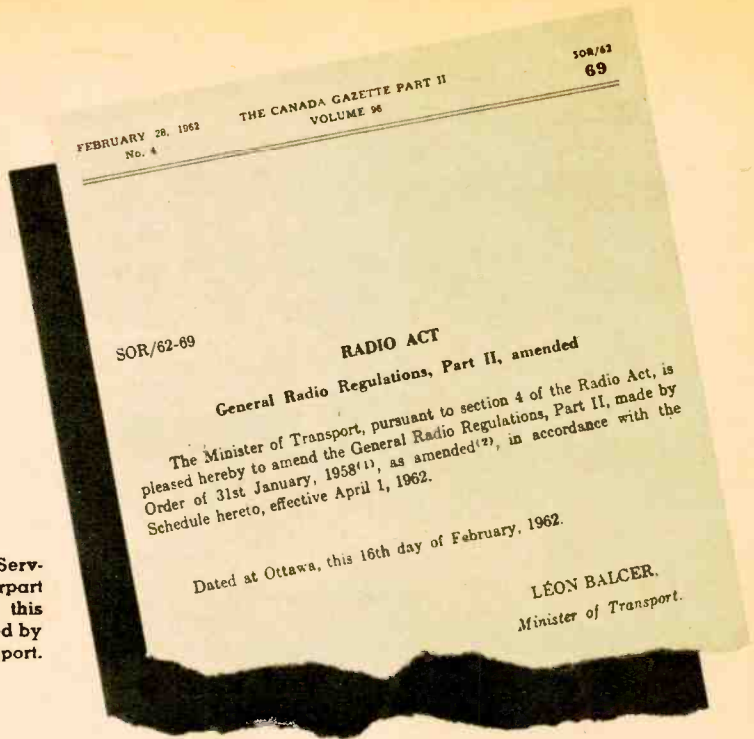 FEBRUARY 28, 1962
No. 4
THE CANADA GAZETTE PART II
VOLUME 96
SOR/62
69
SOR/62-69
RADIO ACT
General Radio Regulations, Part II, amended
The Minister of Transport, pursuant to section 4 of the Radio Act, is
pleased hereby to amend the General Radio Regulations, Part II, made by
Order of 31st January, 1958(1), as amended(2), in accordance with the
Schedule hereto, effective April 1, 1962.
Dated at Ottawa, this 16th day of February, 1962.
LÉON BALCER,
Minister of Transport.
Serv-
rpart
this
d by
port.